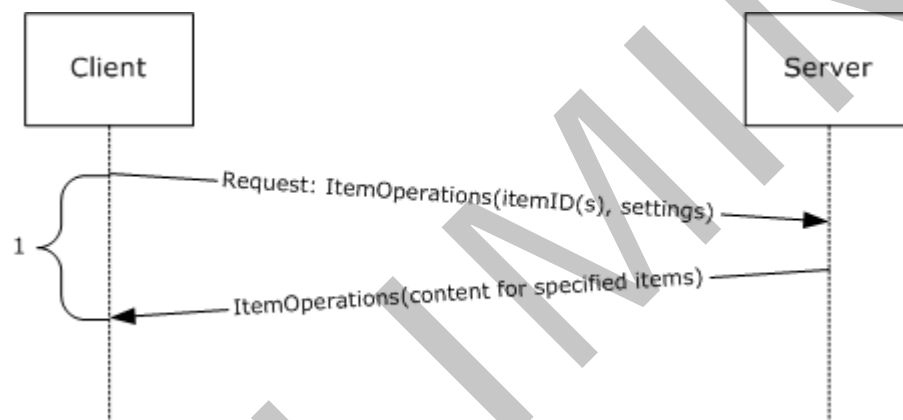 Client
Server
Request: ItemOperations(itemID(s), settings)
1
ItemOperations(content for specified items)